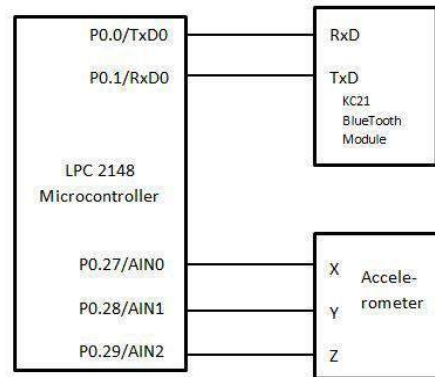 P0.0/TxD0
P0.1/RxD0
LPC 2148
Microcontroller
P0.27/AIN0
P0.28/AIN1
P0.29/AIN2
RxD
TxD
KC21
BlueTooth
Module
X
Y
Z
Accele-
rometer